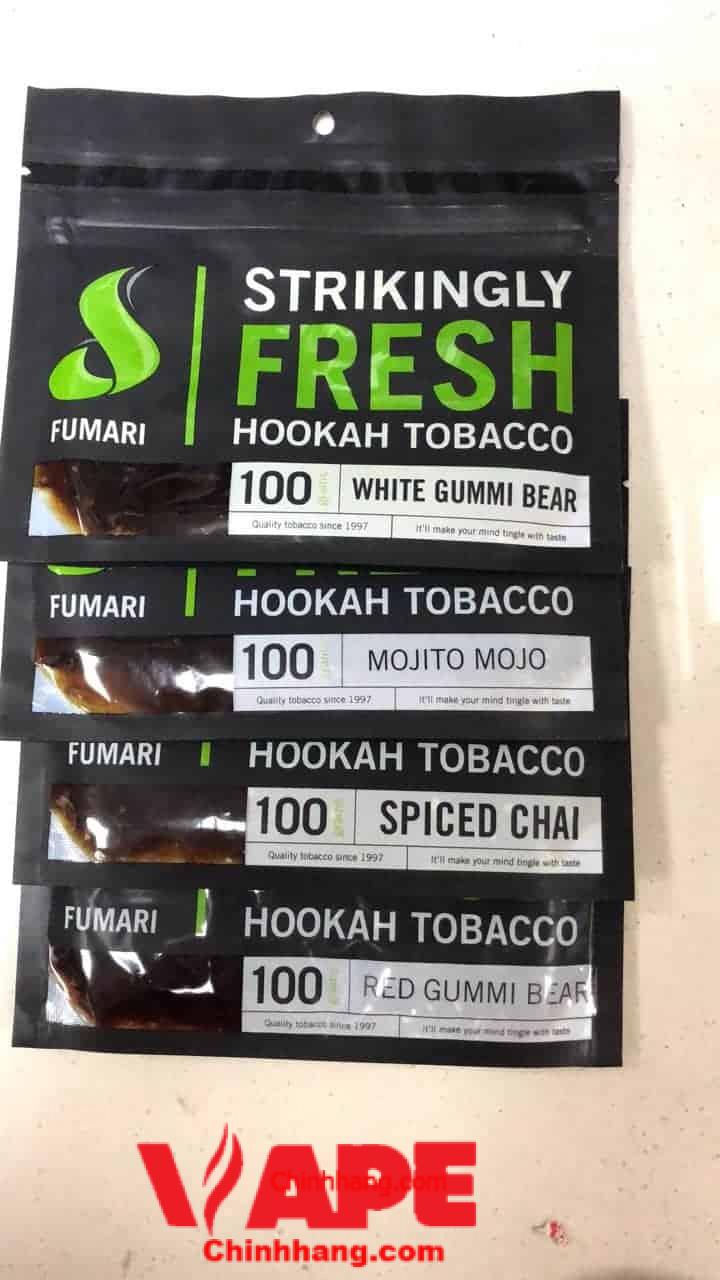 STRIKINGLY
FRESH
FUMARI
HOOKAH TOBACCO
100 grams WHITE GUMMI BEAR
Quality tobacco since 1997 It'll make your mind tingle with taste
FUMARI HOOKAH TOBACCO
100 MOJITO MOJO
Quality tobacco since 1997 It'll make your mind tingle with taste
FUMARI HOOKAH TOBACCO
100 grams SPICED CHAI
Quality tobacco since 1997 It'll make your mind tingle with taste
FUMARI HOOKAH TOBACCO
100 grams RED GUMMI BEAR
Quality tobacco since 1997 It'll make your mind tingle with taste
VAPE
Chinhhang.com
Chinhhang.com